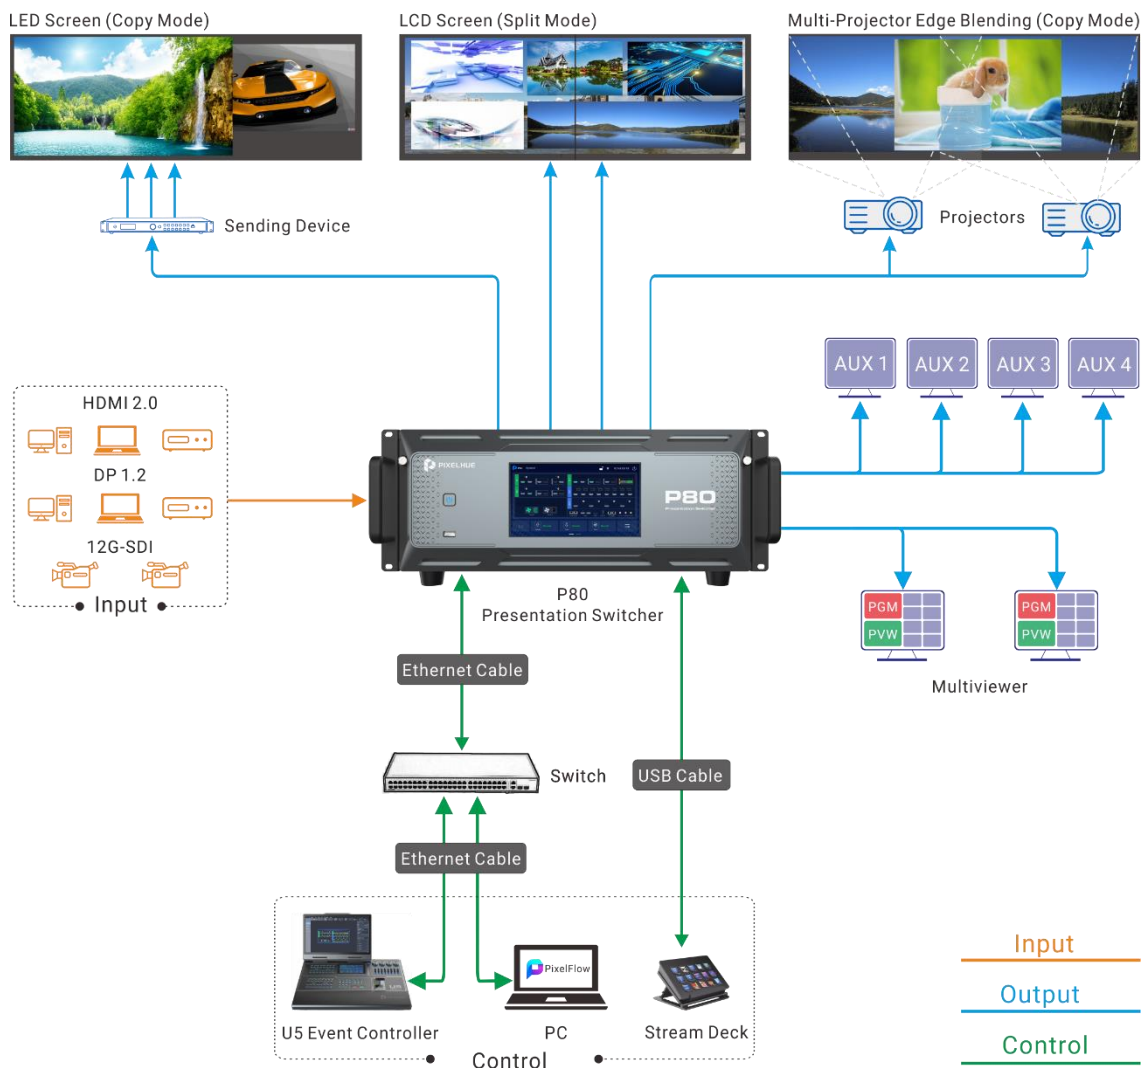 LED Screen (Copy Mode)
LCD Screen (Split Mode)
Multi-Projector Edge Blending (Copy Mode)
Sending Device
Projectors
AUX 1
AUX 2
AUX 3
AUX 4
HDMI 2.0
DP 1.2
12G-SDI
Input
PIXELHUE
P80
Presentation Switcher
P80
Presentation Switcher
PGM
PVW
PGM
PVW
Multiviewer
Ethernet Cable
Switch
USB Cable
Ethernet Cable
PixelFlow
U5
U5 Event Controller
PC
Stream Deck
Control
Input
Output
Control